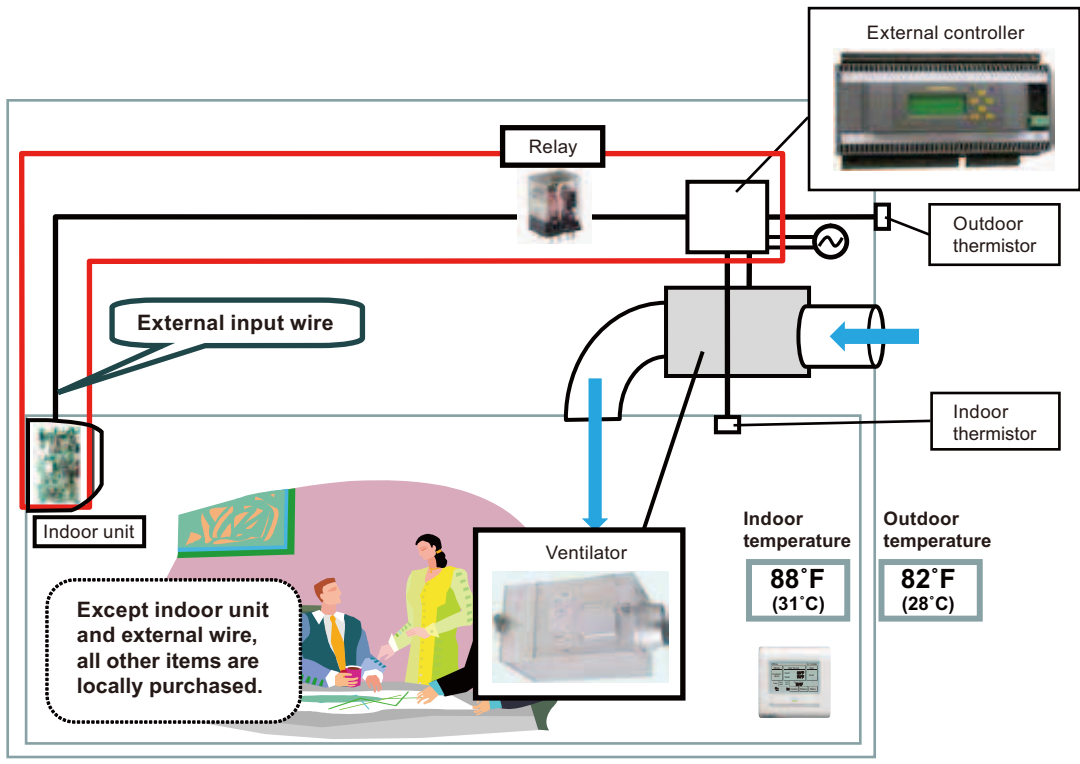 External controller
Relay
Outdoor
thermistor
External input wire
Indoor
thermistor
Indoor unit
Ventilator
Indoor
temperature
88˚F
(31˚C)
Outdoor
temperature
82˚F
(28˚C)
Except indoor unit
and external wire,
all other items are
locally purchased.